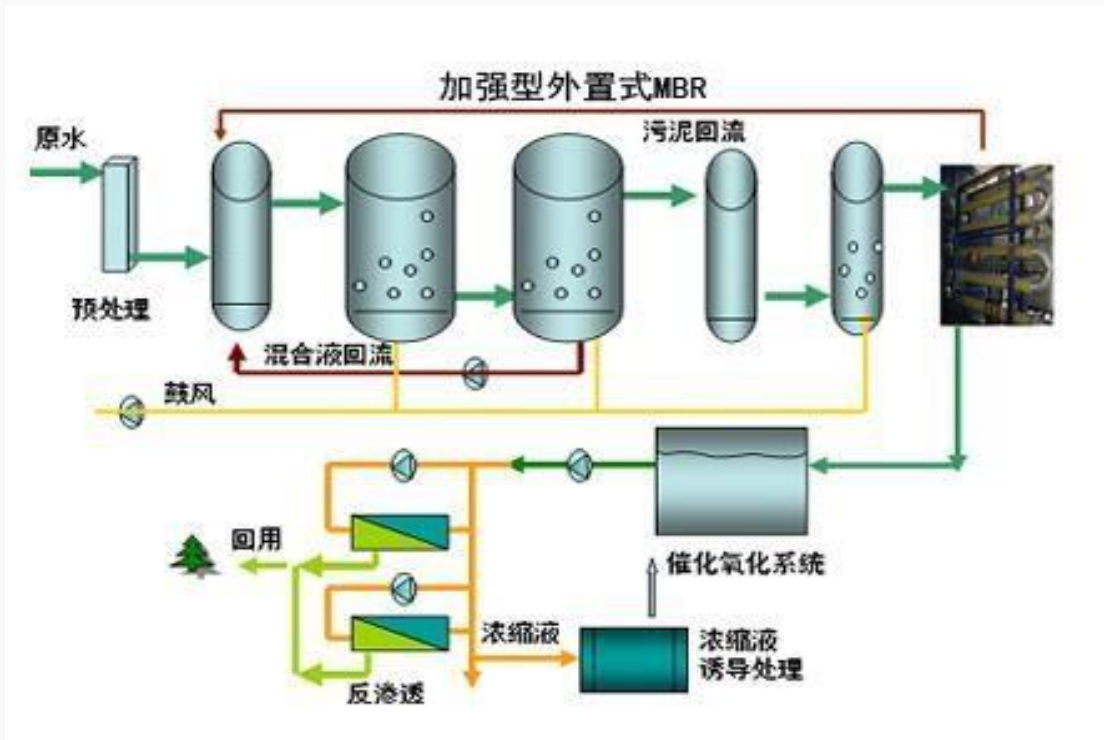 加强型外置式MBR
原水
污泥回流
预处理
混合液回流
鼓风
回用
催化氧化系统
浓缩液
浓缩液
诱导处理
反渗透